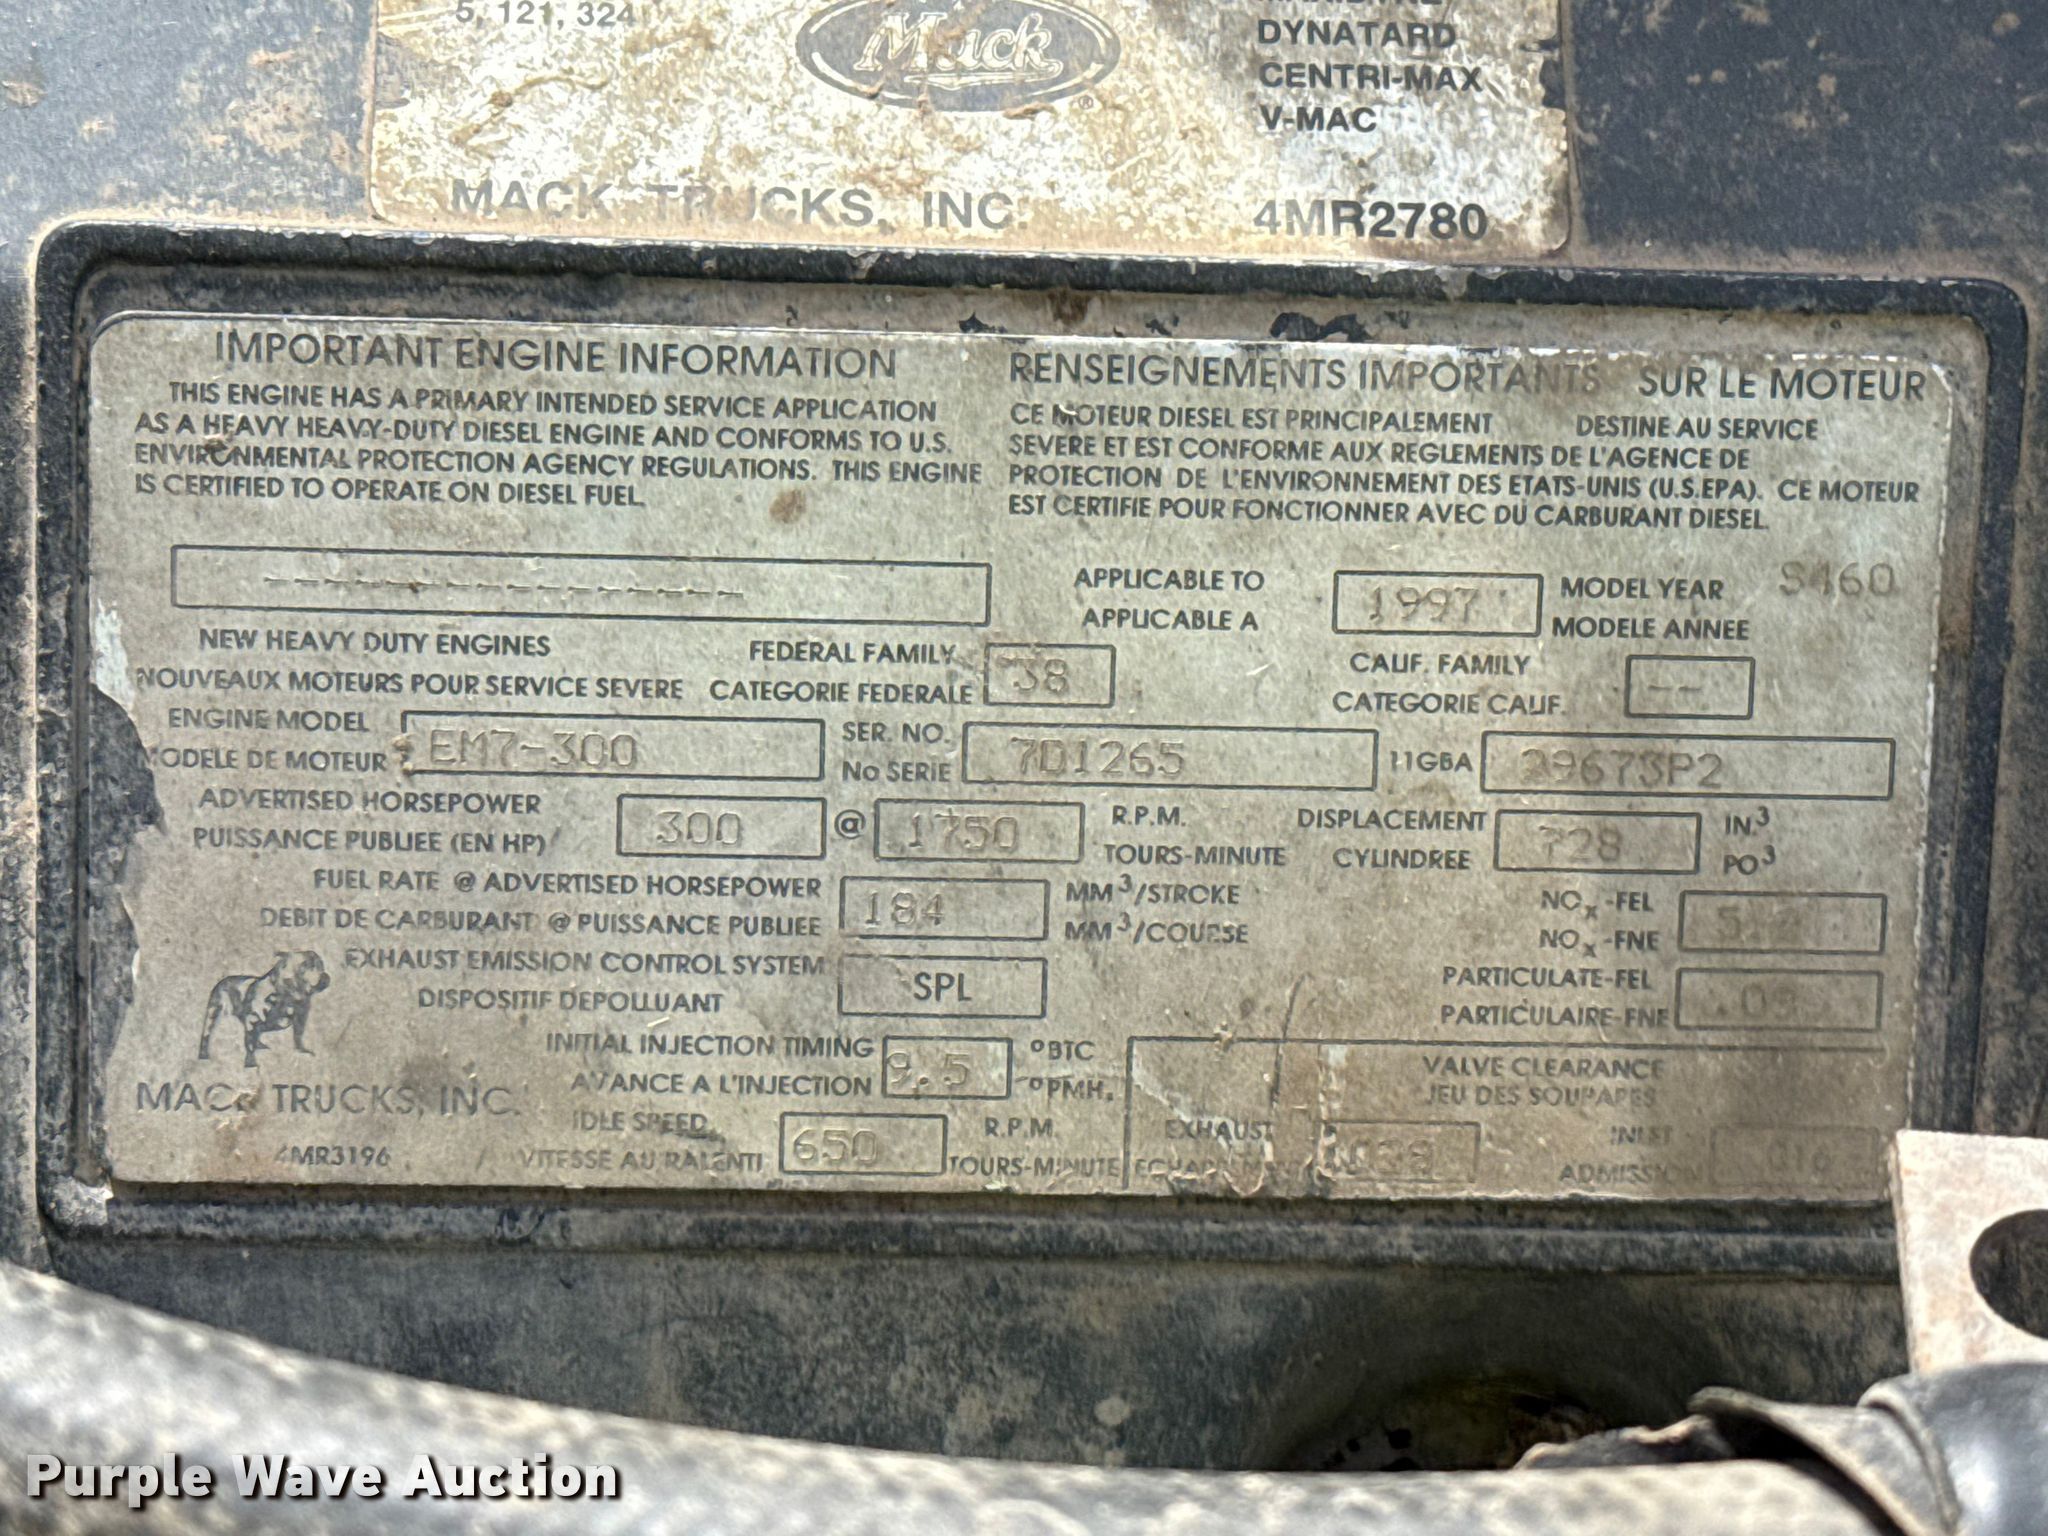 5, 121, 324
Mack
DYNATARD
CENTRI-MAX
V-MAC
MACK TRUCKS, INC.
4MR2780
IMPORTANT ENGINE INFORMATION
THIS ENGINE HAS A PRIMARY INTENDED SERVICE APPLICATION
AS A HEAVY HEAVY-DUTY DIESEL ENGINE AND CONFORMS TO U.S.
ENVIRONMENTAL PROTECTION AGENCY REGULATIONS. THIS ENGINE
IS CERTIFIED TO OPERATE ON DIESEL FUEL.
RENSEIGNEMENTS IMPORTANTS SUR LE MOTEUR
CE MOTEUR DIESEL EST PRINCIPALEMENT DESTINE AU SERVICE
SEVERE ET EST CONFORME AUX REGLEMENTS DE L'AGENCE DE
PROTECTION DE L'ENVIRONNEMENT DES ETATS-UNIS (U.S.EPA). CE MOTEUR
EST CERTIFIE POUR FONCTIONNER AVEC DU CARBURANT DIESEL.
----------------
APPLICABLE TO
APPLICABLE A
1997
MODEL YEAR
MODELE ANNEE
S460
NEW HEAVY DUTY ENGINES
NOUVEAUX MOTEURS POUR SERVICE SEVERE
FEDERAL FAMILY
CATEGORIE FEDERALE
38
CALIF. FAMILY
CATEGORIE CALIF.
--
ENGINE MODEL
MODELE DE MOTEUR
EM7-300
SER. NO.
No SERIE
7D1265
11GBA
29673P2
ADVERTISED HORSEPOWER
PUISSANCE PUBLIEE (EN HP)
300
@
1750
R.P.M.
TOURS-MINUTE
DISPLACEMENT
CYLINDREE
728
IN.3
PO3
FUEL RATE @ ADVERTISED HORSEPOWER
DEBIT DE CARBURANT @ PUISSANCE PUBLIEE
184
MM3/STROKE
MM3/COURSE
NOx-FEL
NOx-FNE
EXHAUST EMISSION CONTROL SYSTEM
DISPOSITIF DEPOLLUANT
SPL
PARTICULATE-FEL
PARTICULAIRE-FNE
INITIAL INJECTION TIMING
AVANCE A L'INJECTION
9.5
°BTC
°PMH.
VALVE CLEARANCE
JEU DES SOUPAPES
MACK TRUCKS, INC.
4MR3196
IDLE SPEED
VITESSE AU RALENTI
650
R.P.M.
TOURS-MINUTE
EXHAUST
INLET
ADMISSION
016
Purple Wave Auction